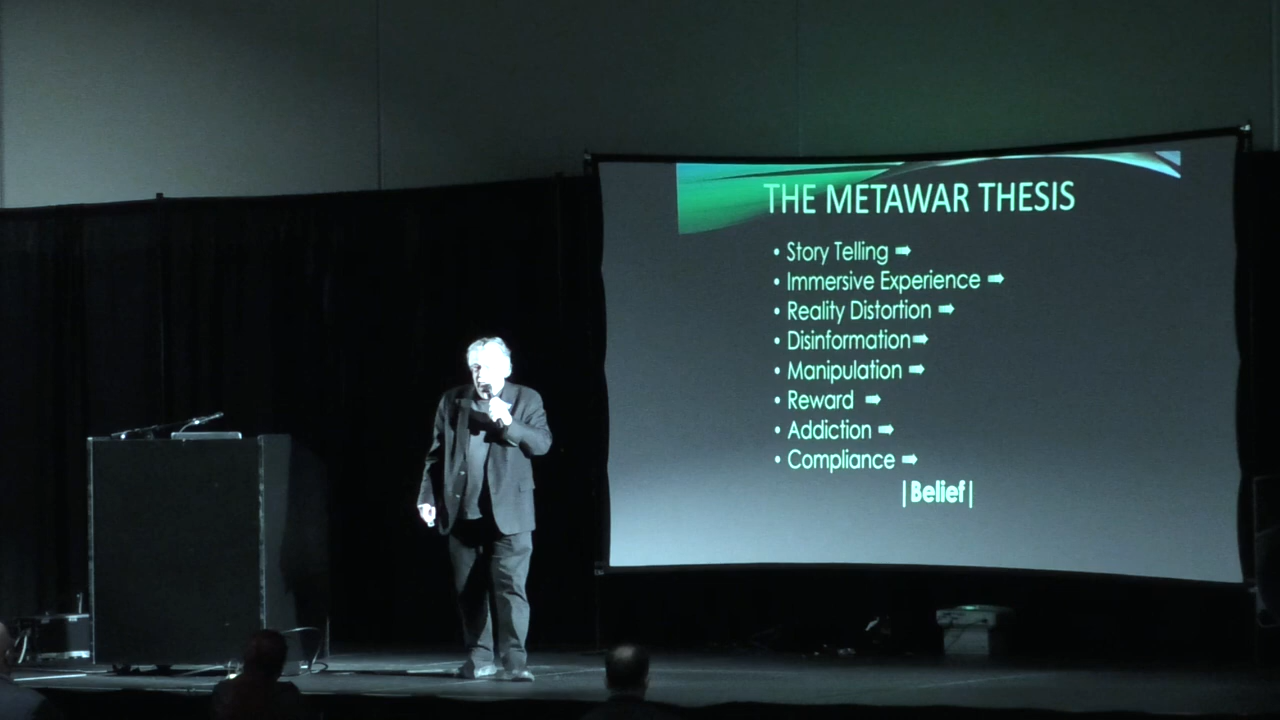 THE METAWAR THESIS
• Story Telling ➡
• Immersive Experience ➡
• Reality Distortion ➡
• Disinformation➡
• Manipulation ➡
• Reward ➡
• Addiction ➡
• Compliance ➡
|Belief|